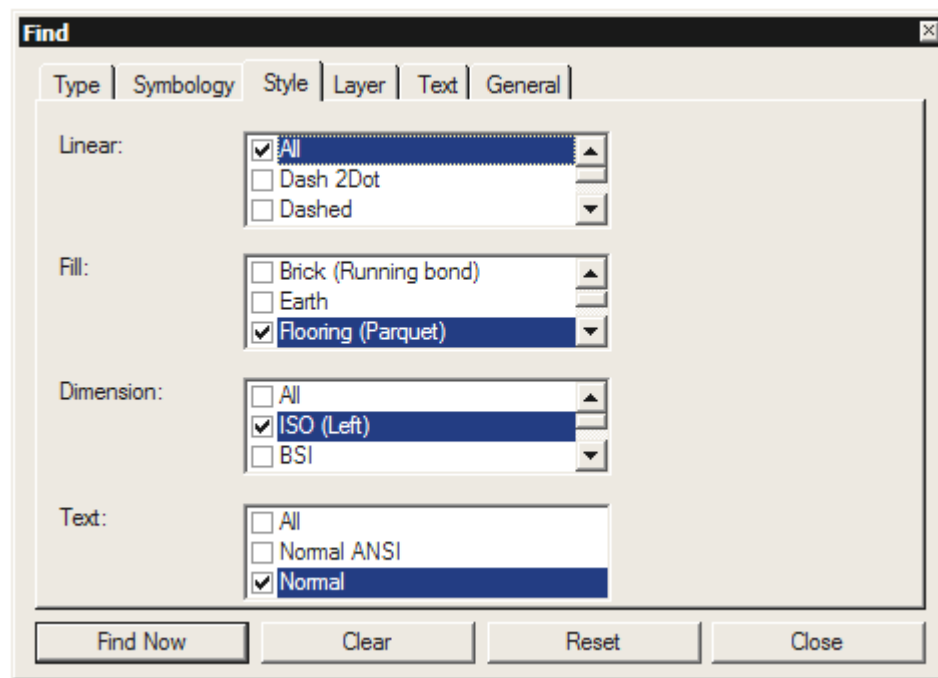 Find
Type Symbology Style Layer Text General
Linear:
All
Dash 2Dot
Dashed
Fill:
Brick (Running bond)
Earth
Flooring (Parquet)
Dimension:
All
ISO (Left)
BSI
Text:
All
Normal ANSI
Normal
Find Now Clear Reset Close